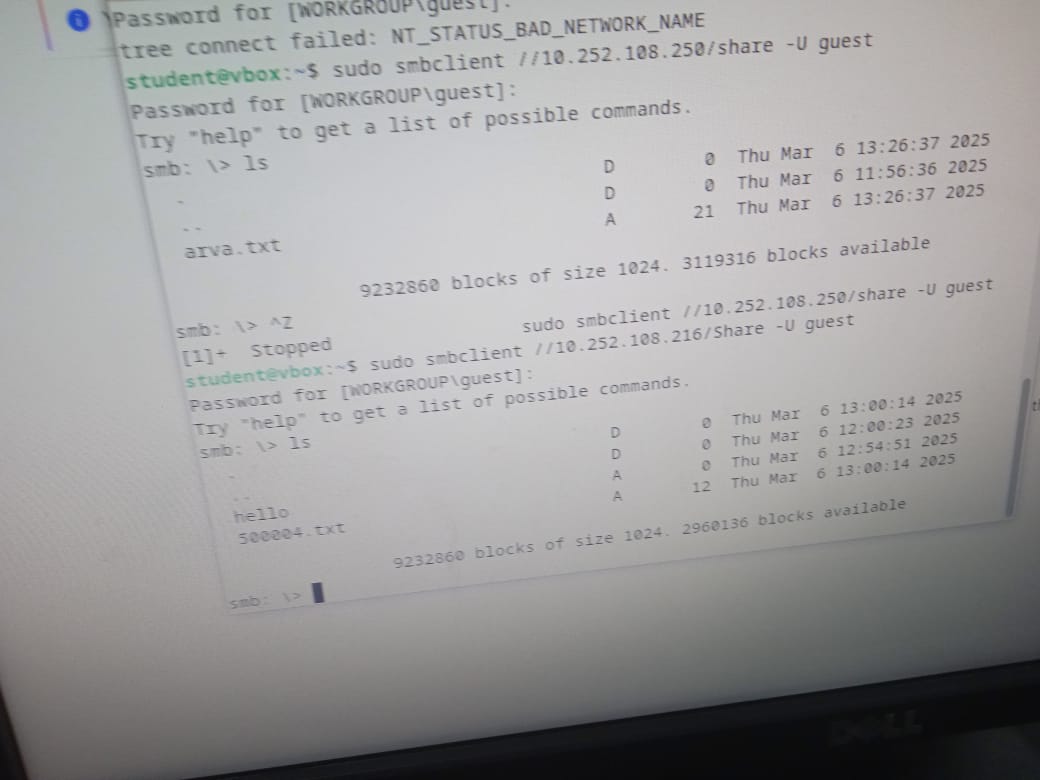 Password for [WORKGROUP\guest]:
tree connect failed: NT_STATUS_BAD_NETWORK_NAME
student@vbox:~$ sudo smbclient //10.252.108.250/share -U guest
Password for [WORKGROUP\guest]:
Try "help" to get a list of possible commands.
smb: \> ls
. D 0 Thu Mar 6 13:26:37 2025
.. D 0 Thu Mar 6 11:56:36 2025
arva.txt A 21 Thu Mar 6 13:26:37 2025
9232860 blocks of size 1024. 3119316 blocks available
smb: \> ^Z
[1]+ Stopped sudo smbclient //10.252.108.250/share -U guest
student@vbox:~$ sudo smbclient //10.252.108.216/Share -U guest
Password for [WORKGROUP\guest]:
Try "help" to get a list of possible commands.
smb: \> ls
. D 0 Thu Mar 6 13:00:14 2025
.. D 0 Thu Mar 6 12:00:23 2025
hello A 0 Thu Mar 6 12:54:51 2025
500004.txt A 12 Thu Mar 6 13:00:14 2025
9232860 blocks of size 1024. 2960136 blocks available
smb: \>
DELL